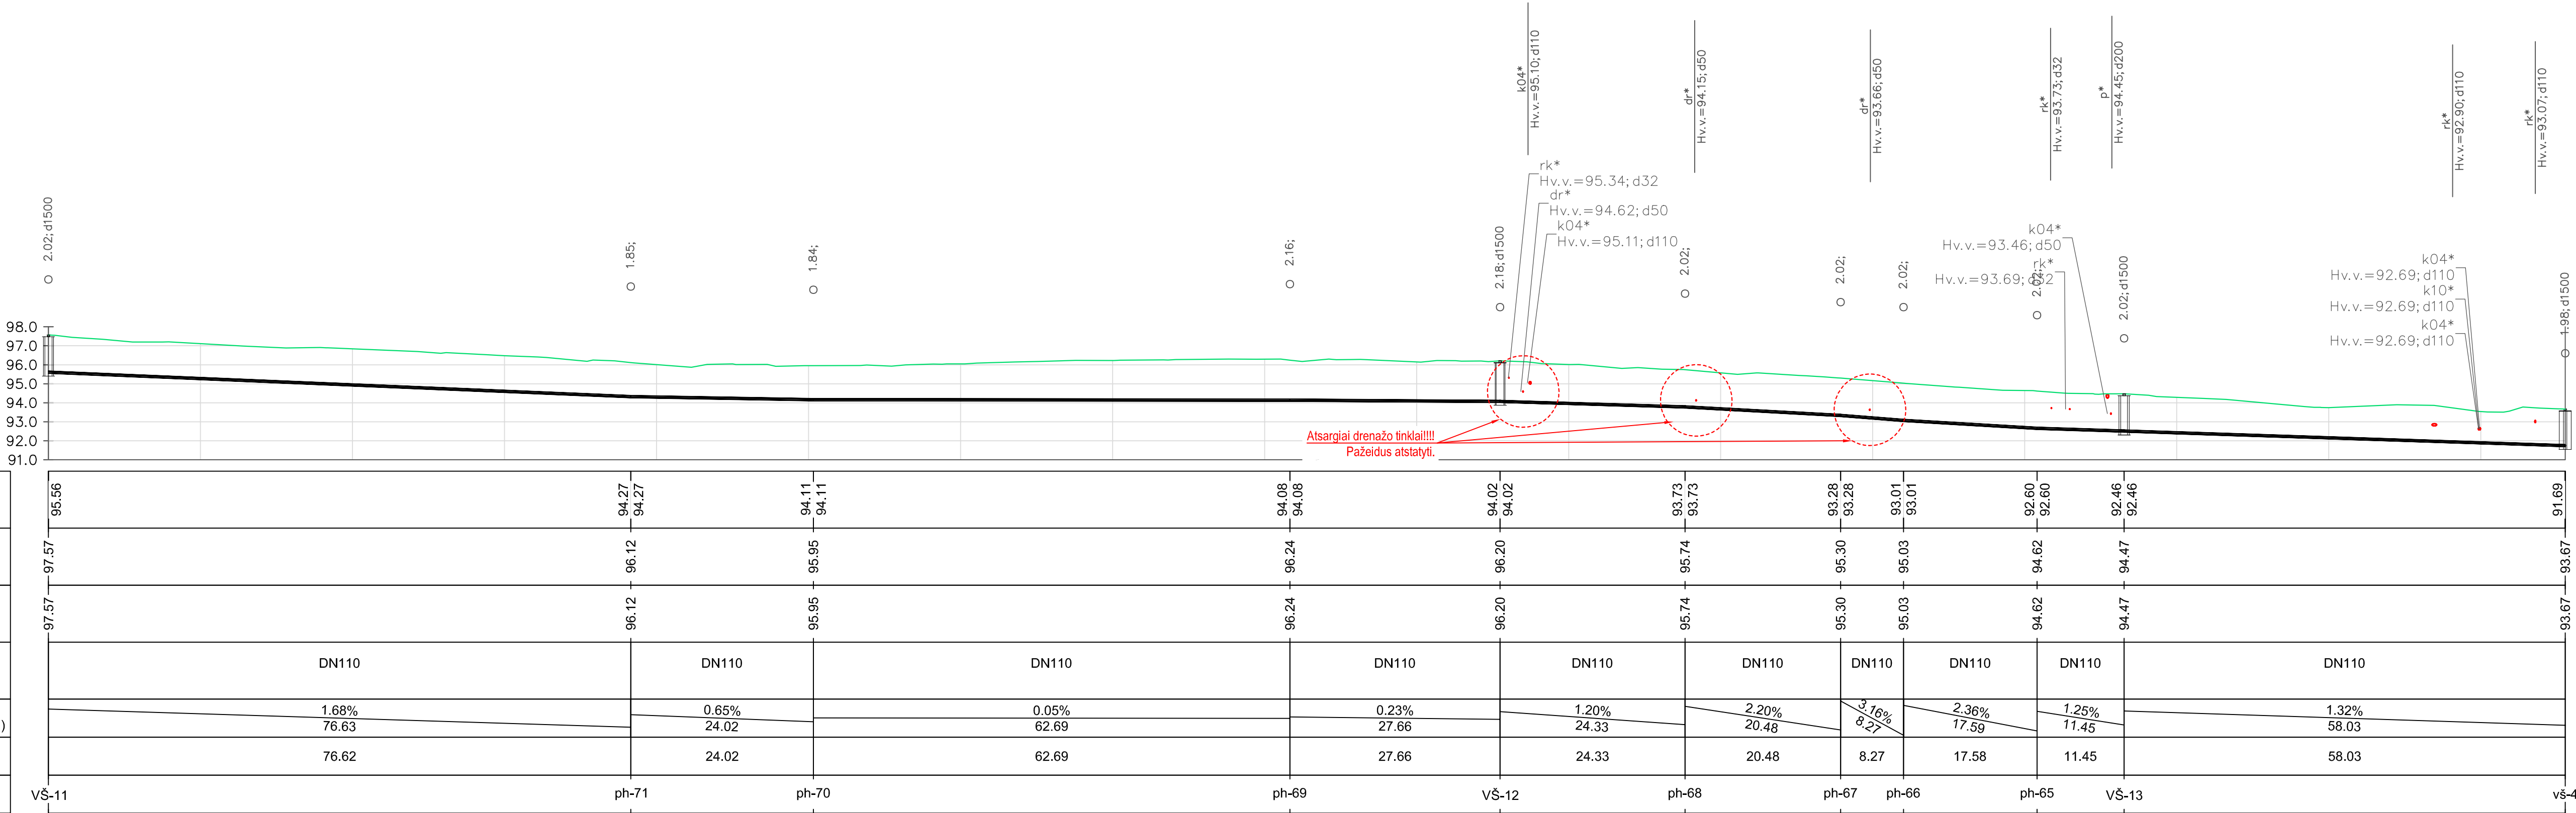 k04*
Hv.v.=95.10; d110
dr*
Hv.v.=94.15; d50
dr*
Hv.v.=93.66; d50
rk*
Hv.v.=93.73; d32
p*
Hv.v.=94.45; d200
rk*
Hv.v.=92.90; d110
rk*
Hv.v.=93.07; d110
rk*
Hv.v.=95.34; d32
dr*
Hv.v.=94.62; d50
k04*
Hv.v.=95.11; d110
k04*
Hv.v.=93.46; d50
rk*
Hv.v.=93.69; d32
k04*
Hv.v.=92.69; d110
k10*
Hv.v.=92.69; d110
k04*
Hv.v.=92.69; d110
2.02; d1500
1.85;
1.84;
2.16;
2.18; d1500
2.02;
2.02;
2.02;
2.02;
2.02; d1500
1.98; d1500
98.0
97.0
96.0
95.0
94.0
93.0
92.0
91.0
Atsargiai drenažo tinklai!!!!
Pažeidus atstatyti.
95.56 94.27 94.27 94.11 94.11 94.08 94.08 94.02 94.02 93.73 93.73 93.28 93.28 93.01 93.01 92.60 92.60 92.46 92.46 91.69
97.57 96.12 95.95 96.24 96.20 95.74 95.30 95.03 94.62 94.47 93.67
97.57 96.12 95.95 96.24 96.20 95.74 95.30 95.03 94.62 94.47 93.67
DN110 DN110 DN110 DN110 DN110 DN110 DN110 DN110 DN110 DN110
1.68% 0.65% 0.05% 0.23% 1.20% 2.20% 3.16% 2.36% 1.25% 1.32%
) 76.63 24.02 62.69 27.66 24.33 20.48 8.27 17.59 11.45 58.03
76.62 24.02 62.69 27.66 24.33 20.48 8.27 17.58 11.45 58.03
VŠ-11 ph-71 ph-70 ph-69 VŠ-12 ph-68 ph-67 ph-66 ph-65 VŠ-13 vš-4